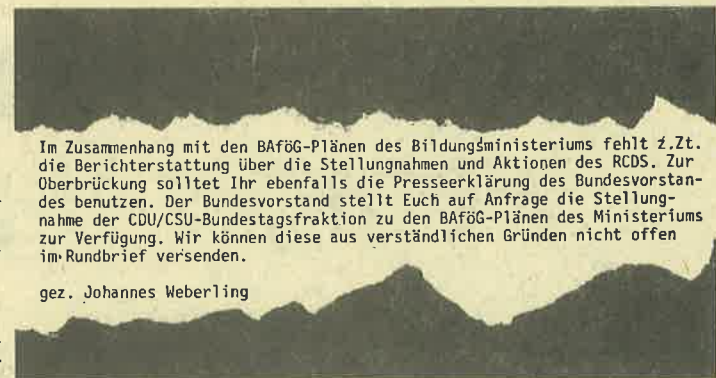 Im Zusammenhang mit den BAföG-Plänen des Bildungsministeriums fehlt z.Zt.
die Berichterstattung über die Stellungnahmen und Aktionen des RCDS. Zur
Oberbrückung solltet Ihr ebenfalls die Presseerklärung des Bundesvorstan-
des benutzen. Der Bundesvorstand stellt Euch auf Anfrage die Stellung-
nahme der CDU/CSU-Bundestagsfraktion zu den BAföG-Plänen des Ministeriums
zur Verfügung. Wir können diese aus verständlichen Gründen nicht offen
im Rundbrief versenden.
gez. Johannes Weberling